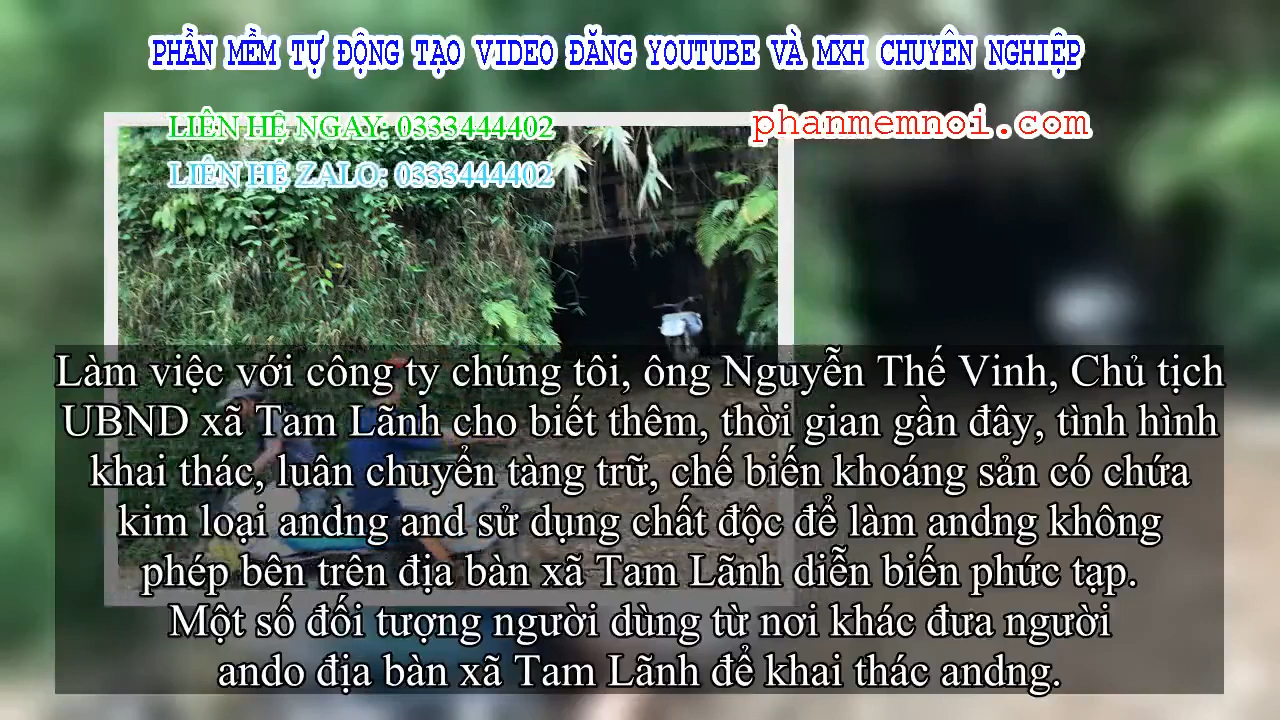 PHẦN MỀM TỰ ĐỘNG TẠO VIDEO ĐĂNG YOUTUBE VÀ MXH CHUYÊN NGHIỆP
LIÊN HỆ NGAY: 0333444402
phanmemnoi.com
LIÊN HỆ ZALO: 0333444402
Làm việc với công ty chúng tôi, ông Nguyễn Thế Vinh, Chủ tịch
UBND xã Tam Lãnh cho biết thêm, thời gian gần đây, tình hình
khai thác, luân chuyển tàng trữ, chế biến khoáng sản có chứa
kim loại andng and sử dụng chất độc để làm andng không
phép bên trên địa bàn xã Tam Lãnh diễn biến phức tạp.
Một số đối tượng người dùng từ nơi khác đưa người
ando địa bàn xã Tam Lãnh để khai thác andng.